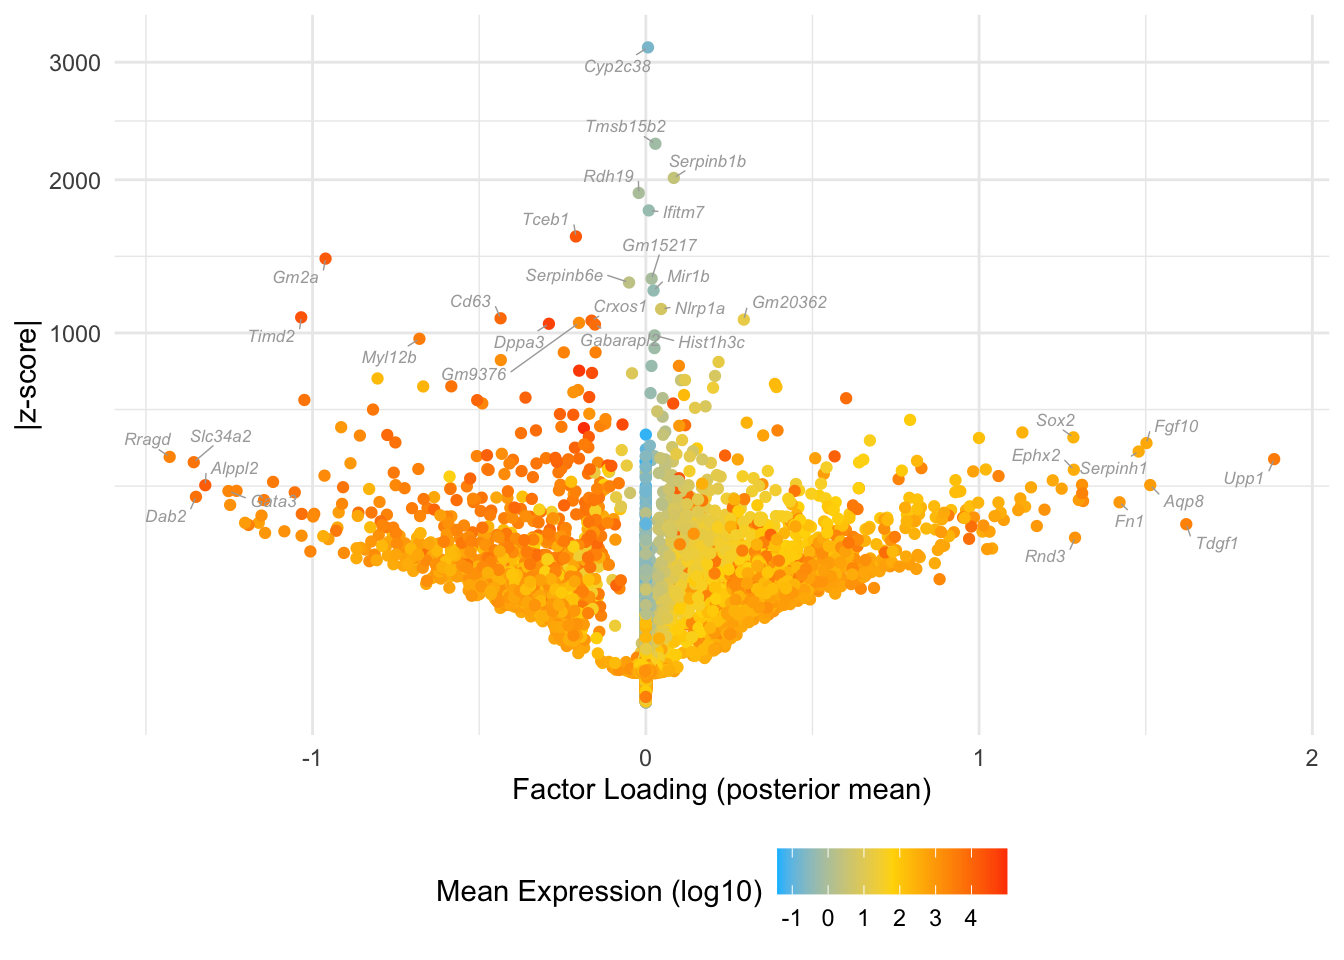 3000
2000
1000
|z-score|
Cyp2c38
Tmsb15b2
Serpinb1b
Rdh19
Ifitm7
Tceb1
Gm15217
Gm2a
Serpinb6e
Mir1b
Cd63
Crxos1
Nlrp1a
Gm20362
Timd2
Dppa3
Gabarapl2
Hist1h3c
Myl12b
Gm9376
Rragd
Slc34a2
Alppl2
Gata3
Dab2
Sox2
Fgf10
Ephx2
Serpinh1
Upp1
Aqp8
Fn1
Tdgf1
Rnd3
-1
0
1
2
Factor Loading (posterior mean)
Mean Expression (log10)
-1 0 1 2 3 4